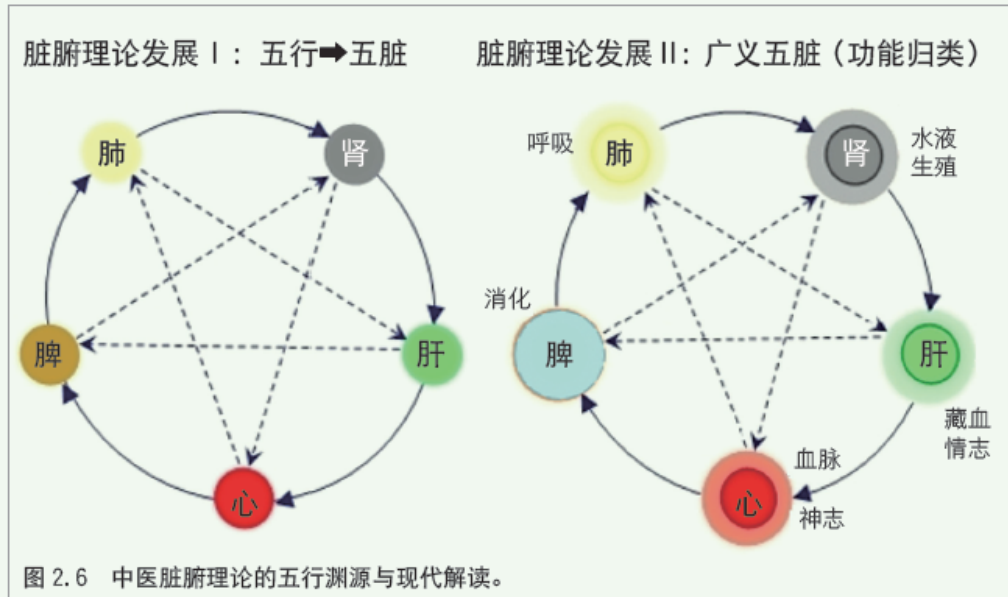 脏腑理论发展 I：五行➡五脏
肺
肾
脾
肝
心
脏腑理论发展 II：广义五脏（功能归类）
呼吸
肺
肾
水液
生殖
消化
脾
肝
藏血
情志
血脉
心
神志
图 2.6 中医脏腑理论的五行渊源与现代解读。